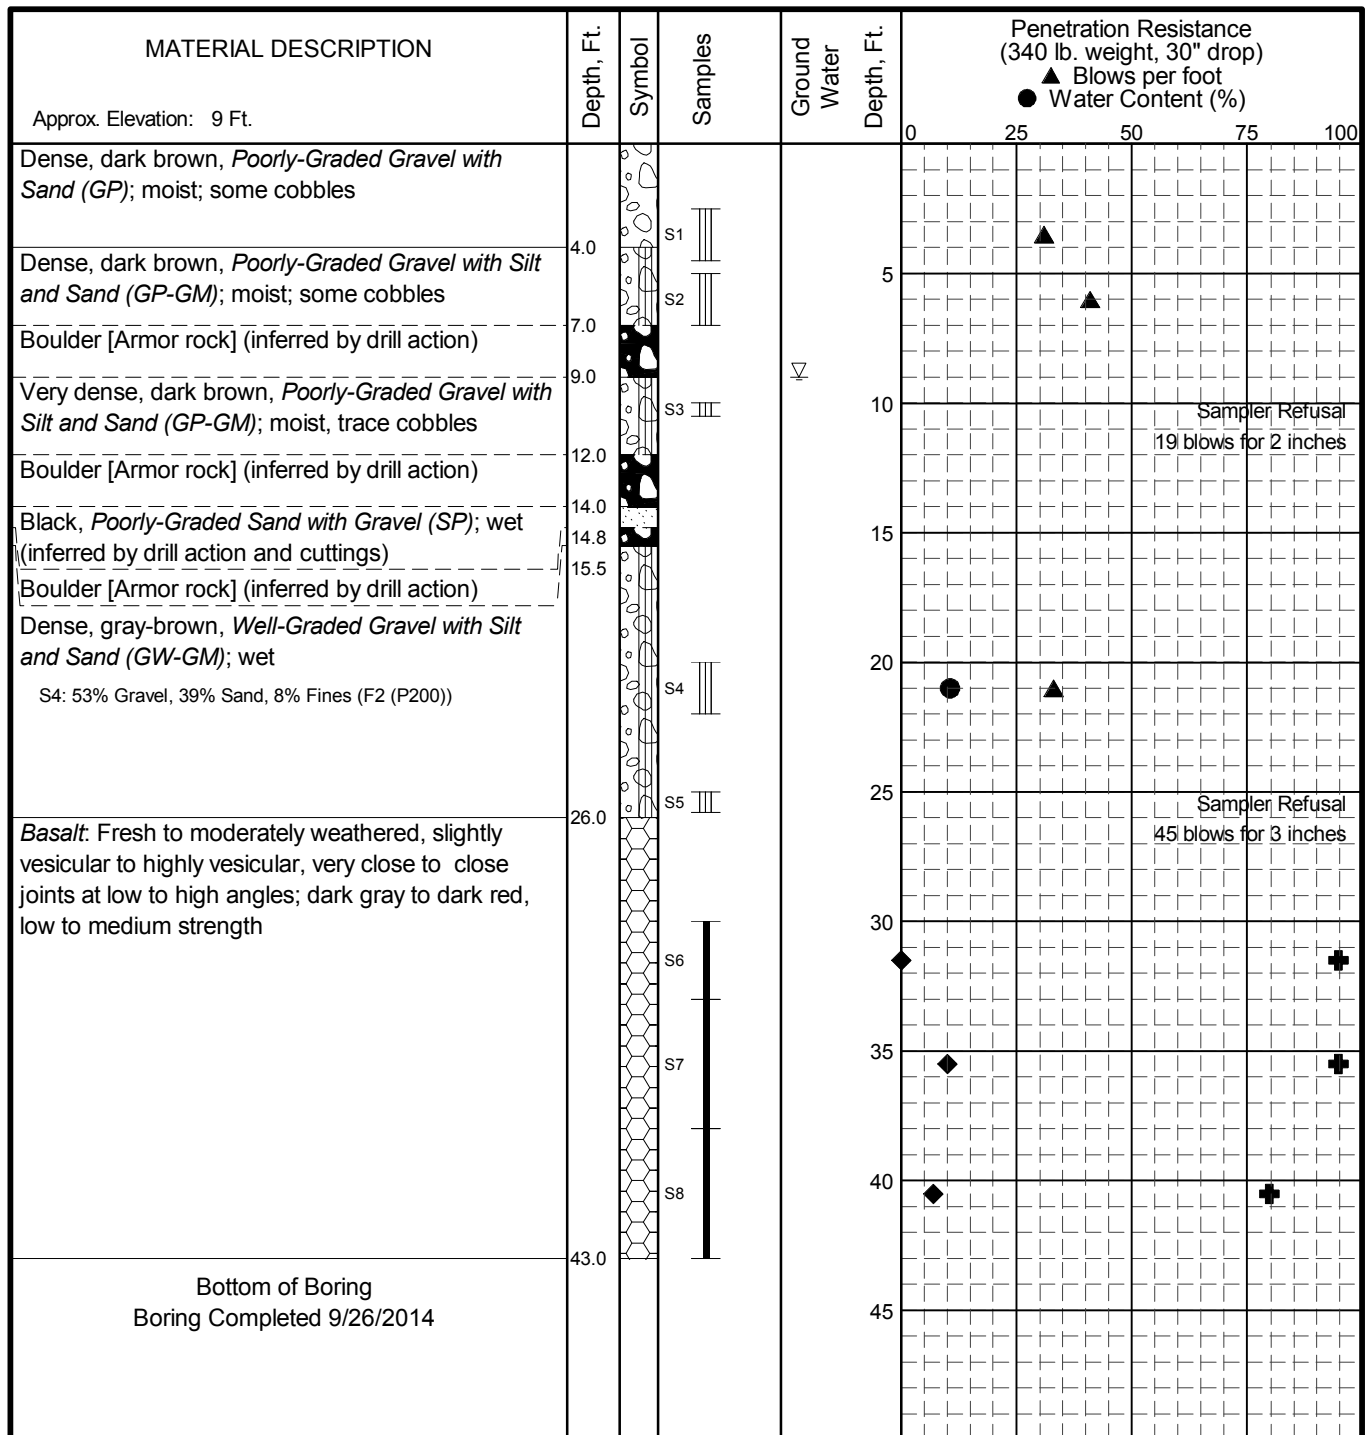 MATERIAL DESCRIPTION
Approx. Elevation: 9 Ft.
Depth, Ft.
Symbol
Samples
Ground
Water
Depth, Ft.
Penetration Resistance
(340 lb. weight, 30" drop)
▲ Blows per foot
● Water Content (%)
0 25 50 75 100
Dense, dark brown, Poorly-Graded Gravel with
Sand (GP); moist; some cobbles
S1
4.0
Dense, dark brown, Poorly-Graded Gravel with Silt
and Sand (GP-GM); moist; some cobbles
5
S2
7.0
Boulder [Armor rock] (inferred by drill action)
9.0
Very dense, dark brown, Poorly-Graded Gravel with
Silt and Sand (GP-GM); moist, trace cobbles
S3
10
Sampler Refusal
19 blows for 2 inches
12.0
Boulder [Armor rock] (inferred by drill action)
14.0
Black, Poorly-Graded Sand with Gravel (SP); wet
(inferred by drill action and cuttings)
14.8
15
15.5
Boulder [Armor rock] (inferred by drill action)
Dense, gray-brown, Well-Graded Gravel with Silt
and Sand (GW-GM); wet
20
S4: 53% Gravel, 39% Sand, 8% Fines (F2 (P200))
S4
25
S5
Sampler Refusal
45 blows for 3 inches
26.0
Basalt: Fresh to moderately weathered, slightly
vesicular to highly vesicular, very close to close
joints at low to high angles; dark gray to dark red,
low to medium strength
30
S6
35
S7
40
S8
43.0
Bottom of Boring
Boring Completed 9/26/2014
45